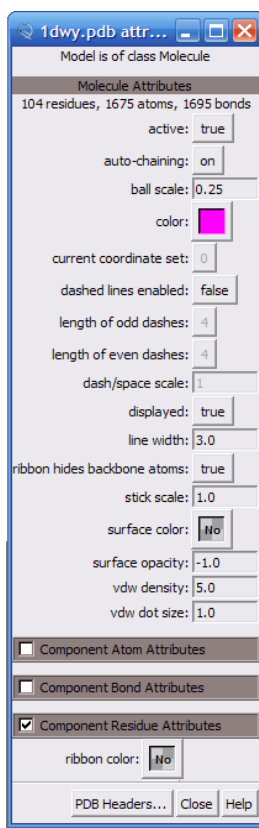 1dwy.pdb attr...
Model is of class Molecule
Molecule Attributes
104 residues, 1675 atoms, 1695 bonds
active: true
auto-chaining: on
ball scale: 0.25
color:
current coordinate set: 0
dashed lines enabled: false
length of odd dashes: 4
length of even dashes: 4
dash/space scale: 1
displayed: true
line width: 3.0
ribbon hides backbone atoms: true
stick scale: 1.0
surface color: No
surface opacity: -1.0
vdw density: 5.0
vdw dot size: 1.0
Component Atom Attributes
Component Bond Attributes
Component Residue Attributes
ribbon color: No
PDB Headers... Close Help